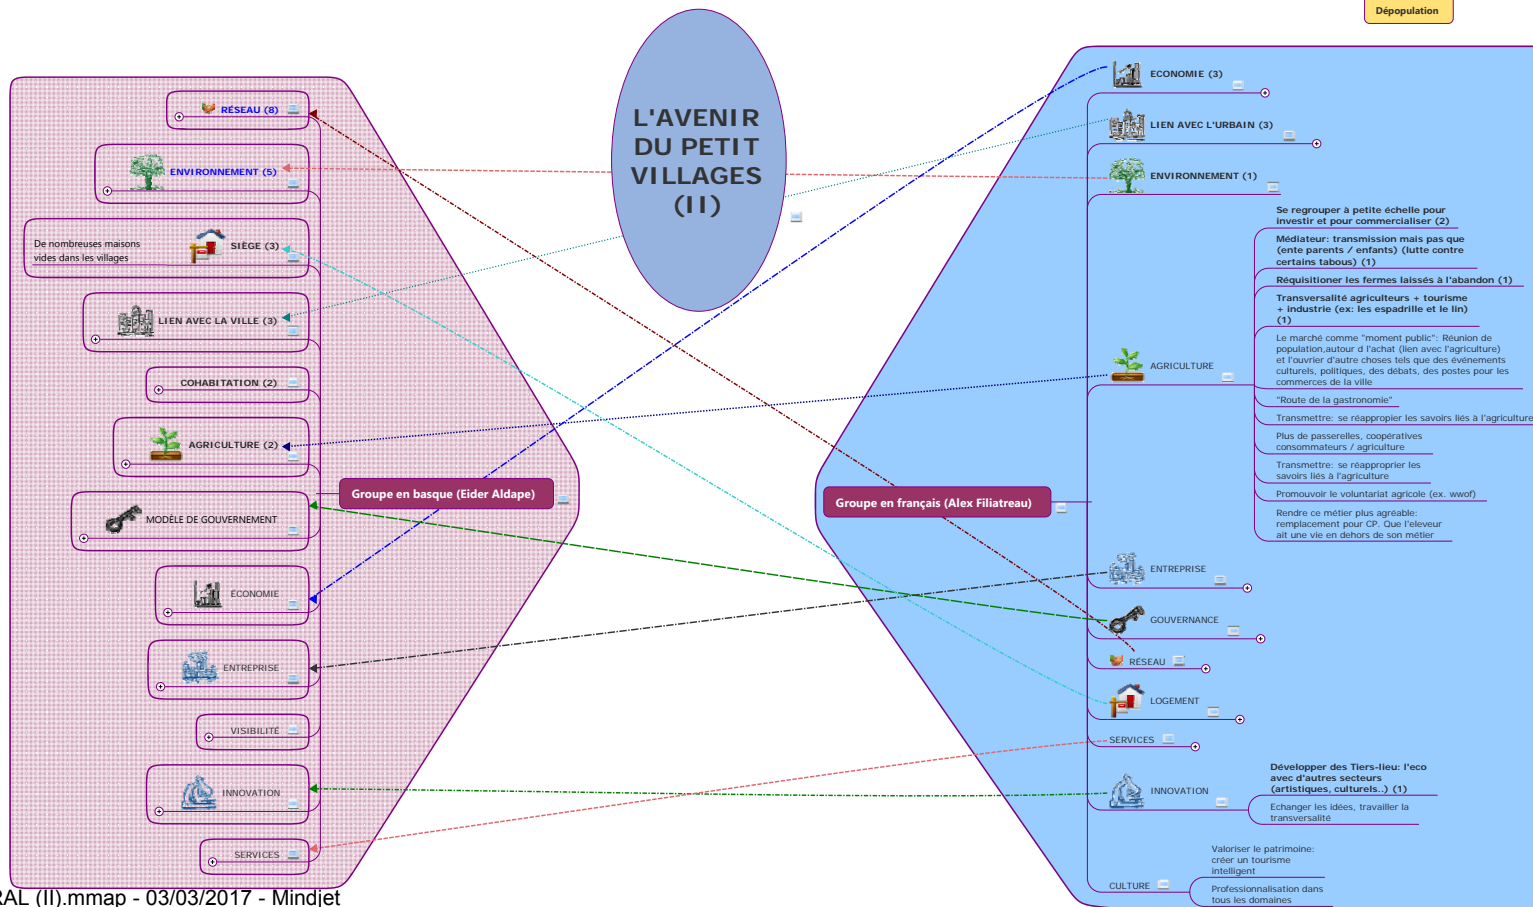 Dépopulation
L'AVENIR
DU PETIT
VILLAGES
(II)
RÉSEAU (8)
ENVIRONNEMENT (5)
SIÈGE (3)
De nombreuses maisons
vides dans les villages
LIEN AVEC LA VILLE (3)
COHABITATION (2)
AGRICULTURE (2)
Groupe en basque (Eider Aldape)
MODÈLE DE GOUVERNEMENT
ÉCONOMIE
ENTREPRISE
VISIBILITÉ
INNOVATION
SERVICES
Groupe en français (Alex Filiatreau)
ECONOMIE (3)
LIEN AVEC L'URBAIN (3)
ENVIRONNEMENT (1)
AGRICULTURE
Se regrouper à petite échelle pour
investir et pour commercialiser (2)
Médiateur: transmission mais pas que
(ente parents / enfants) (lutte contre
certains tabous) (1)
Réquisitioner les fermes laissés à l'abandon (1)
Transversalité agriculteurs + tourisme
+ industrie (ex: les espadrille et le lin)
(1)
Le marché comme "moment public": Réunion de
population,autour d l'achat (lien avec l'agriculture)
et l'ouvrier d'autre choses tels que des événements
culturels, politiques, des débats, des postes pour les
commerces de la ville
"Route de la gastronomie"
Transmettre: se réappropier les savoirs liés à l'agriculture
Plus de passerelles, coopératives
consommateurs / agriculture
Transmettre: se réapproprier les
savoirs liés à l'agriculture
Promouvoir le voluntariat agricole (ex. wwof)
Rendre ce métier plus agréable:
remplacement pour CP. Que l'eleveur
ait une vie en dehors de son métier
ENTREPRISE
GOUVERNANCE
RÉSEAU
LOGEMENT
SERVICES
INNOVATION
Développer des Tiers-lieu: l'eco
avec d'autres secteurs
(artistiques, culturels..) (1)
Echanger les idées, travailler la
transversalité
CULTURE
Valoriser le patrimoine:
créer un tourisme
intelligent
Professionnalisation dans
tous les domaines
RAL (II).mmap - 03/03/2017 - Mindjet